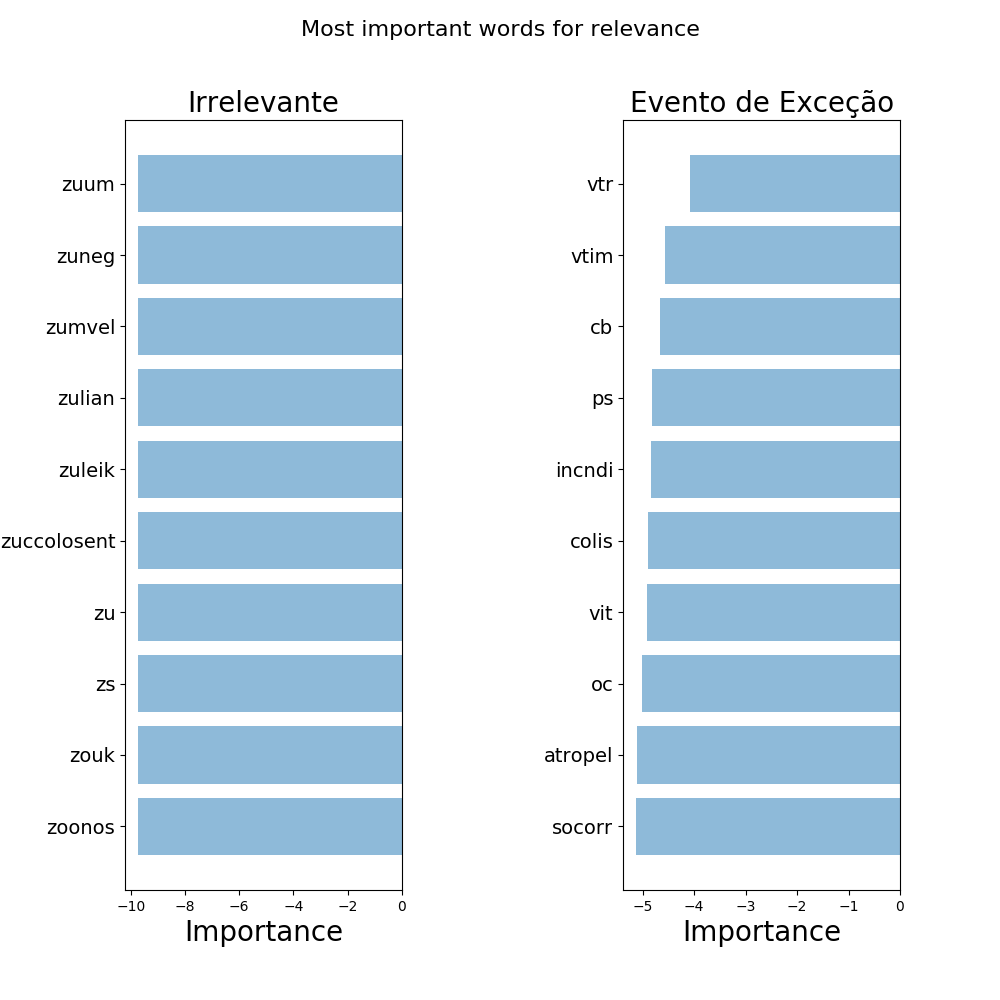 Most important words for relevance
Irrelevante
zuum
zuneg
zumvel
zulian
zuleik
zuccolosent
zu
zs
zouk
zoonos
−10 −8 −6 −4 −2 0
Importance
Evento de Exceção
vtr
vtim
cb
ps
incndi
colis
vit
oc
atropel
socorr
−5 −4 −3 −2 −1 0
Importance